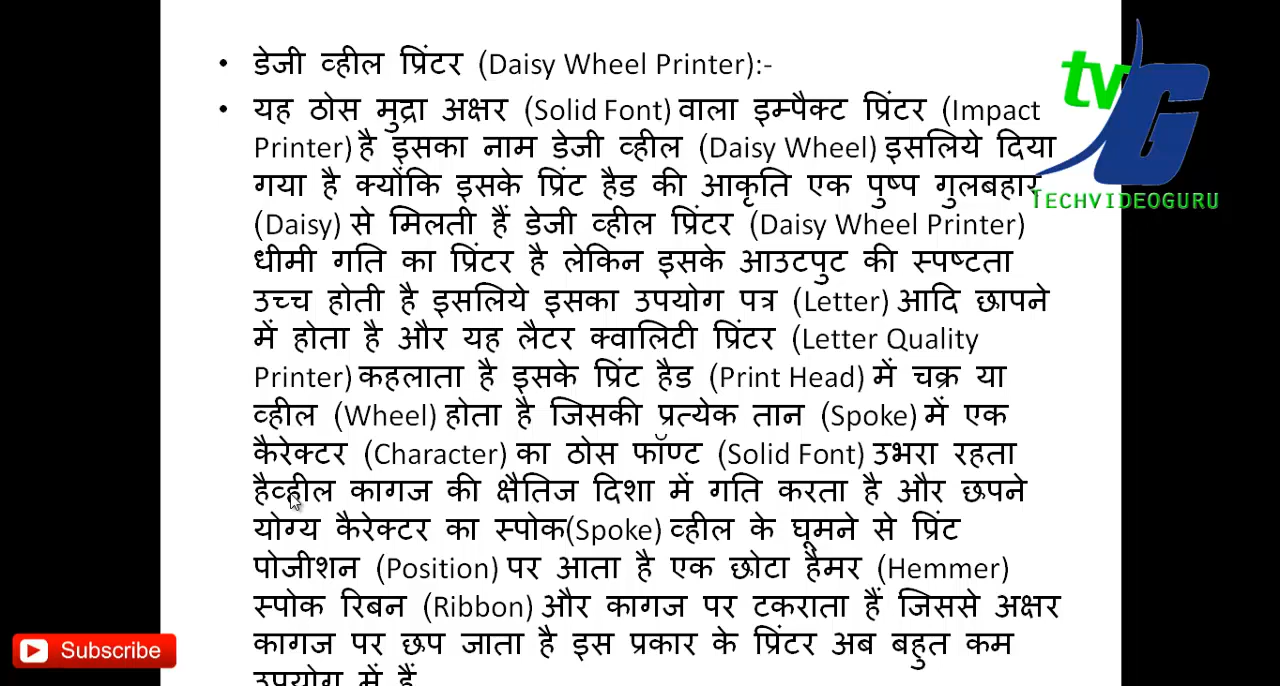 • डेजी व्हील प्रिंटर (Daisy Wheel Printer):-
• यह ठोस मुद्रा अक्षर (Solid Font) वाला इम्पैक्ट प्रिंटर (Impact
Printer) है इसका नाम डेजी व्हील (Daisy Wheel) इसलिये दिया
गया है क्योंकि इसके प्रिंट हैड की आकृति एक पुष्प गुलबहार
(Daisy) से मिलती हैं डेजी व्हील प्रिंटर (Daisy Wheel Printer)
धीमी गति का प्रिंटर है लेकिन इसके आउटपुट की स्पष्टता
उच्च होती है इसलिये इसका उपयोग पत्र (Letter) आदि छापने
में होता है और यह लैटर क्वालिटी प्रिंटर (Letter Quality
Printer) कहलाता है इसके प्रिंट हैड (Print Head) में चक्र या
व्हील (Wheel) होता है जिसकी प्रत्येक तान (Spoke) में एक
कैरेक्टर (Character) का ठोस फॉण्ट (Solid Font) उभरा रहता
हैव्हील कागज की क्षैतिज दिशा में गति करता है और छपने
योग्य कैरेक्टर का स्पोक(Spoke) व्हील के घूमने से प्रिंट
पोजीशन (Position) पर आता है एक छोटा हैमर (Hemmer)
स्पोक रिबन (Ribbon) और कागज पर टकराता हैं जिससे अक्षर
कागज पर छप जाता है इस प्रकार के प्रिंटर अब बहुत कम
उपयोग में हैं
tvG
TECHVIDEOGURU
Subscribe